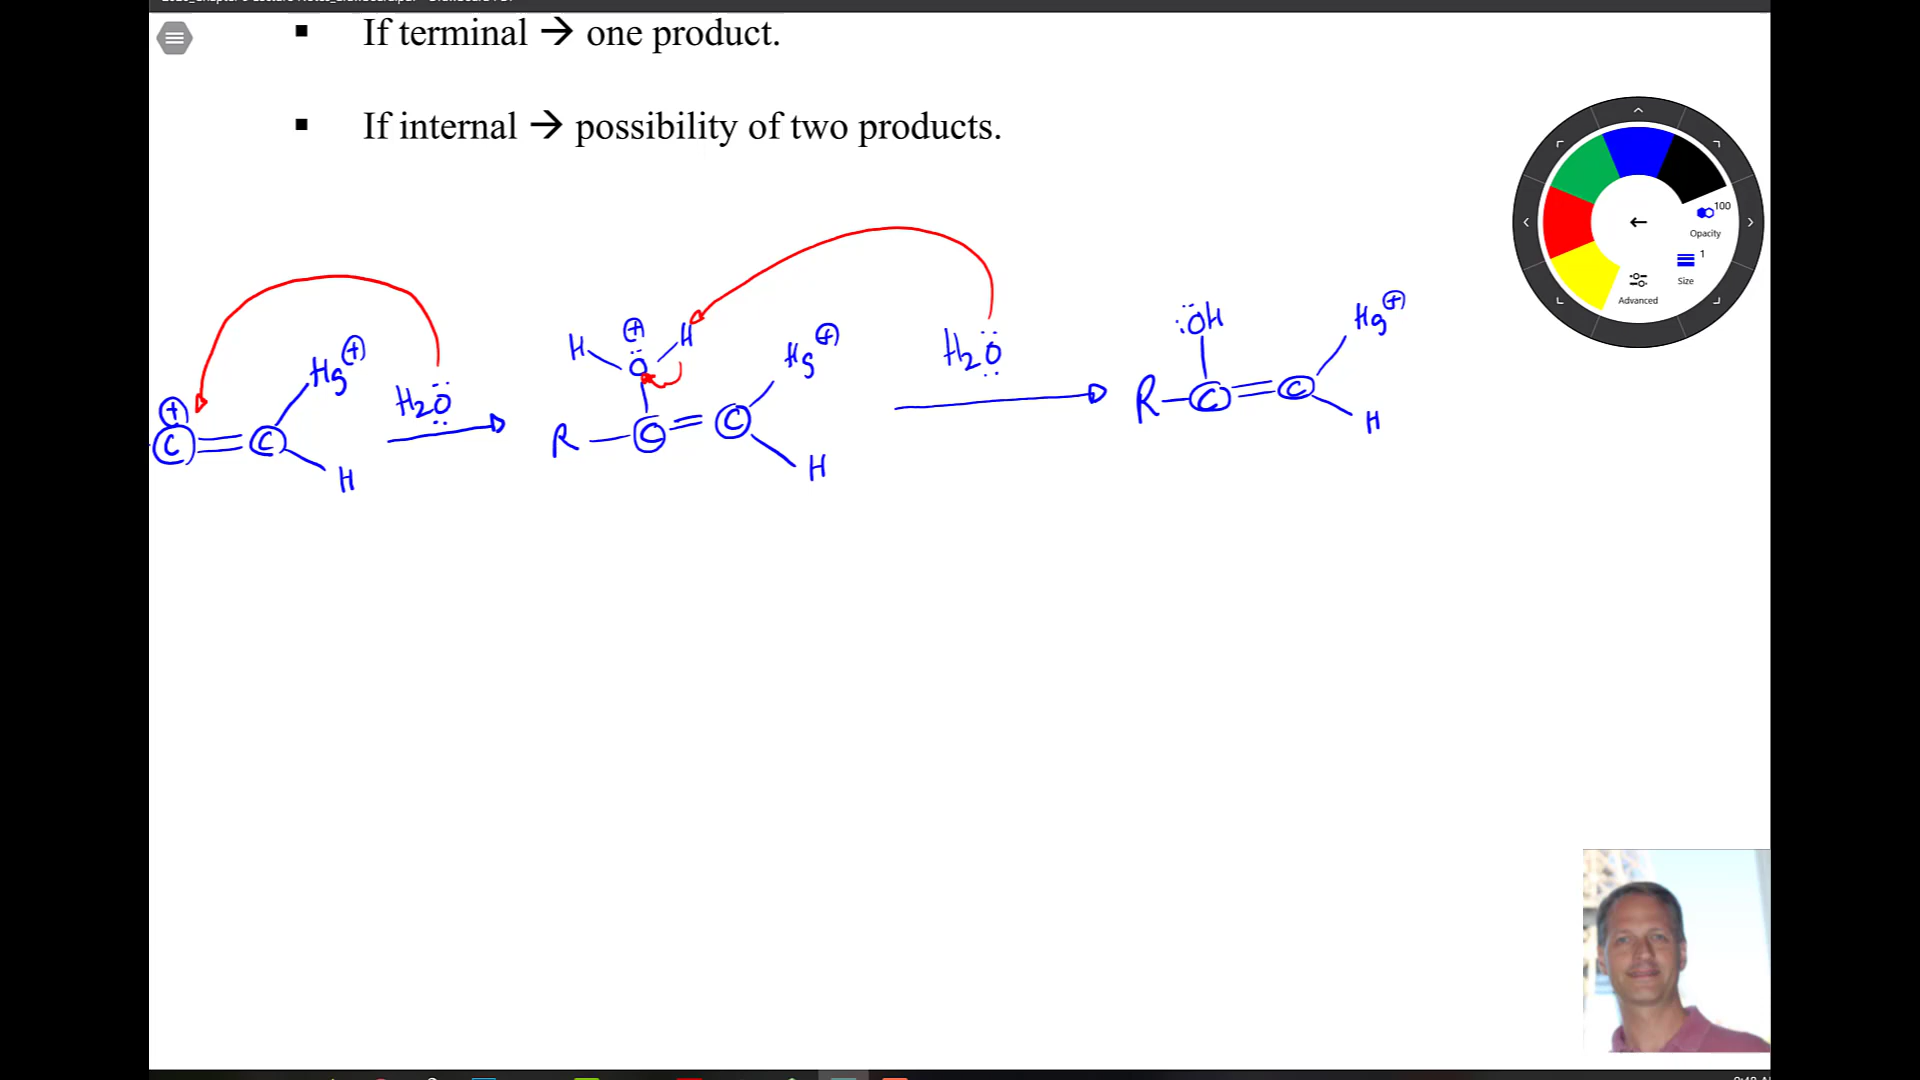 If terminal → one product.
If internal → possibility of two products.
H ⊕ H Hg⊕ H₂Ö: :ÖH Hg⊕
Hg⊕ H₂Ö: O
⊕ C = C R — C = C R — C = C H
H H
100
Opacity
1
Size
Advanced